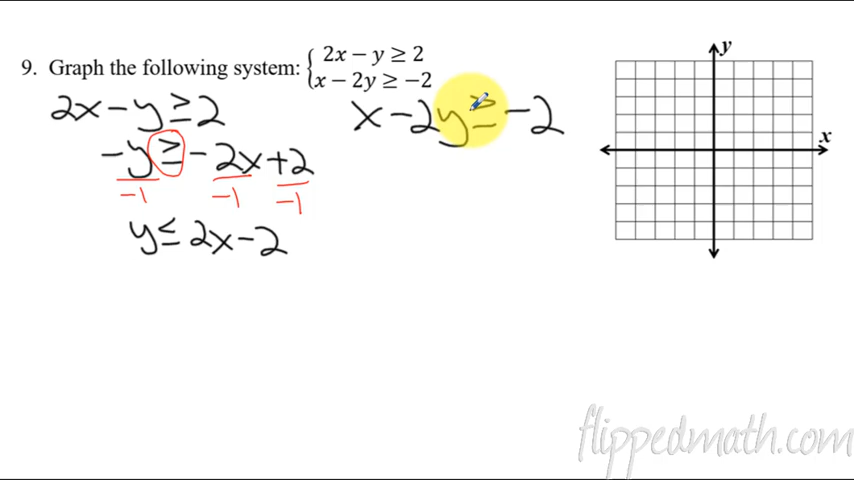 9. Graph the following system: { 2x − y ≥ 2
x − 2y ≥ −2
2x − y ≥ 2
−y ≥ −2x + 2
−1 −1 −1
y ≤ 2x − 2
x − 2y ≥ −2
y
x
flippedmath.com